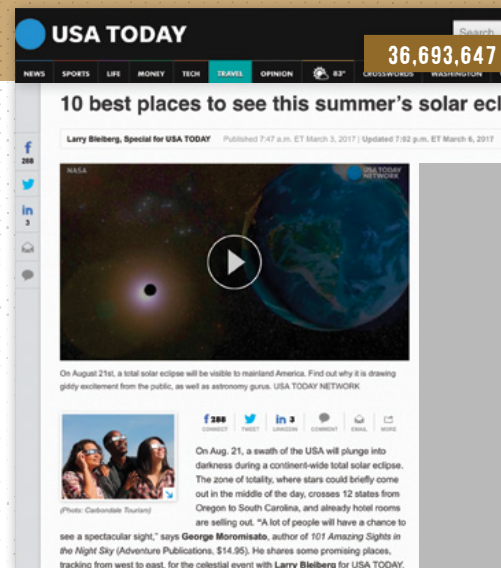 USA TODAY
Search
36,693,647
NEWS SPORTS LIFE MONEY TECH TRAVEL OPINION 83° CROSSWORDS WASHINGTON
10 best places to see this summer's solar ecl
Larry Bleiberg, Special for USA TODAY Published 7:47 a.m. ET March 3, 2017 | Updated 7:02 p.m. ET March 6, 2017
f
288
in
3
NASA
USA TODAY
NETWORK
On August 21st, a total solar eclipse will be visible to mainland America. Find out why it is drawing
giddy excitement from the public, as well as astronomy gurus. USA TODAY NETWORK
f 288 in 3
CONNECT TWEET LINKEDIN COMMENT EMAIL MORE
On Aug. 21, a swath of the USA will plunge into
darkness during a continent-wide total solar eclipse.
The zone of totality, where stars could briefly come
out in the middle of the day, crosses 12 states from
Oregon to South Carolina, and already hotel rooms
are selling out. "A lot of people will have a chance to
(Photo: Carbondale Tourism)
see a spectacular sight," says George Moromisato, author of 101 Amazing Sights in
the Night Sky (Adventure Publications, $14.95). He shares some promising places,
tracking from west to east, for the celestial event with Larry Bleiberg for USA TODAY.